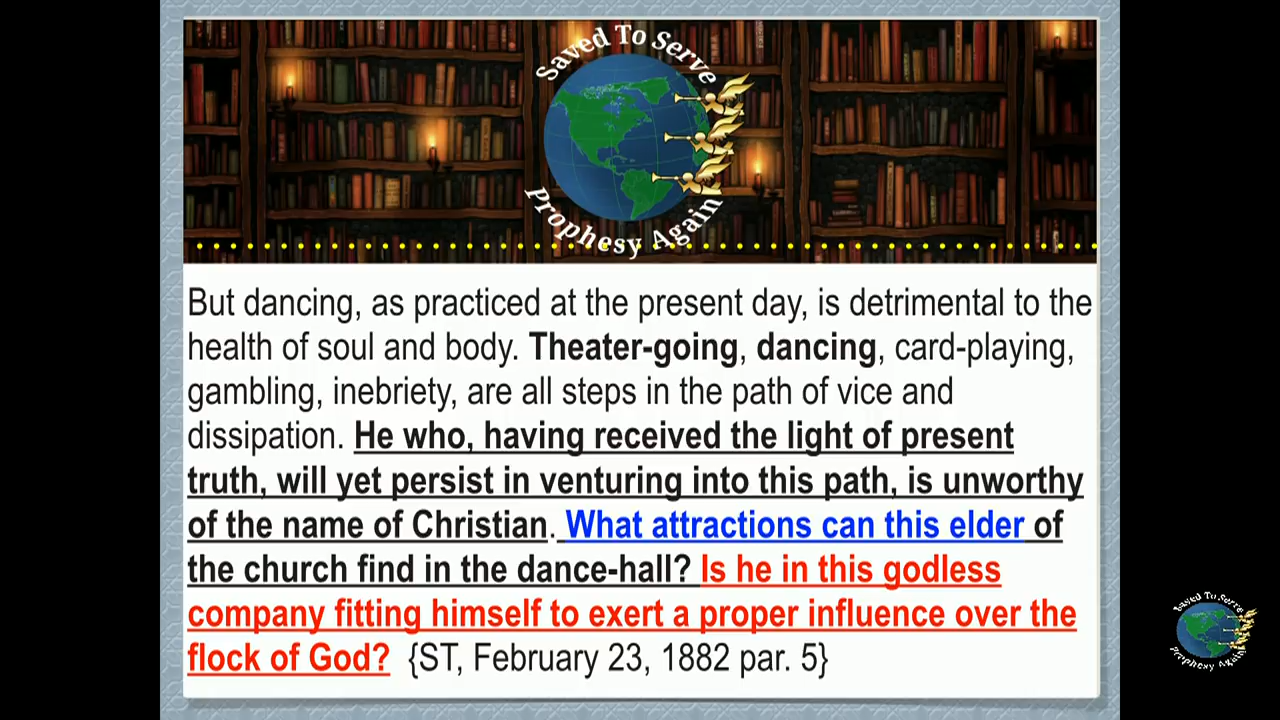 Saved To Serve
Prophesy Again
But dancing, as practiced at the present day, is detrimental to the
health of soul and body. Theater-going, dancing, card-playing,
gambling, inebriety, are all steps in the path of vice and
dissipation. He who, having received the light of present
truth, will yet persist in venturing into this path, is unworthy
of the name of Christian. What attractions can this elder of
the church find in the dance-hall? Is he in this godless
company fitting himself to exert a proper influence over the
flock of God? {ST, February 23, 1882 par. 5}
Saved To Serve
Prophesy Again